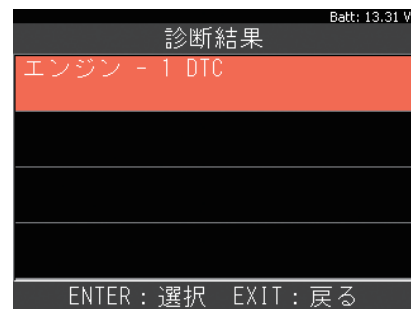 Batt: 13.31 V
診断結果
エンジン - 1 DTC
ENTER：選択 EXIT：戻る